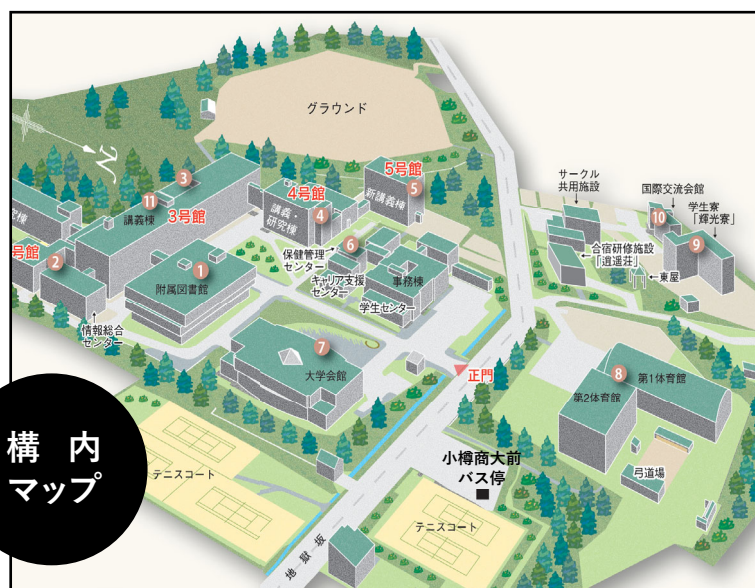 グラウンド
N
3
11
講義棟
3号館
4号館
講義・
研究棟
4
5号館
5
新講義棟
究棟
号館
2
情報総合
センター
1
附属図書館
6
保健管理
センター
キャリア支援
センター
事務棟
学生センター
7
大学会館
正門
サークル
共用施設
国際交流会館
10
学生寮
「輝光寮」
9
合宿研修施設
「逍遥荘」
東屋
8
第1体育館
第2体育館
弓道場
小樽商大前
バス停
テニスコート
テニスコート
地獄坂
構内
マップ